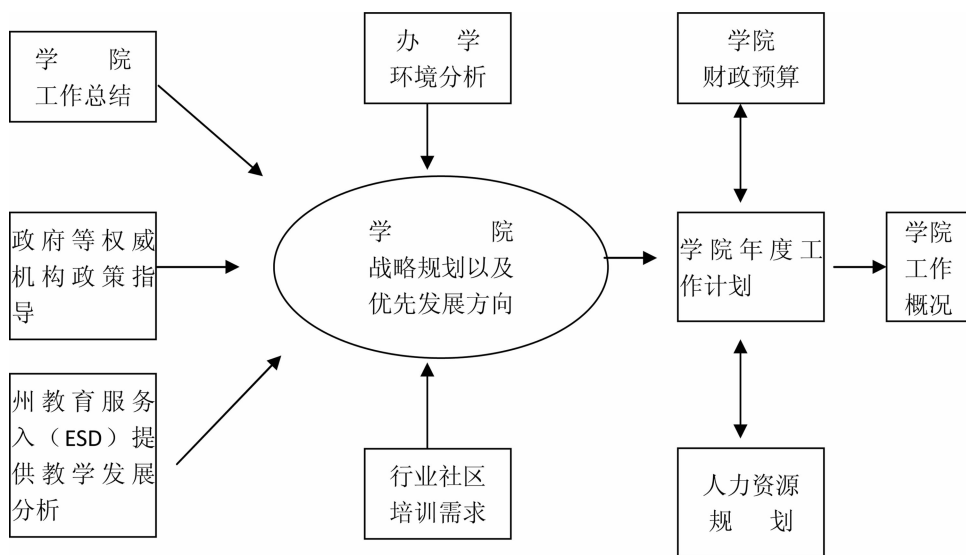 学 院
工作总结
办 学
环境分析
学院
财政预算
政府等权威
机构政策指
导
学 院
战略规划以及
优先发展方向
学院年度工
作计划
学院
工作
概况
州教育服务
入（ESD）提
供教学发展
分析
行业社区
培训需求
人力资源
规 划